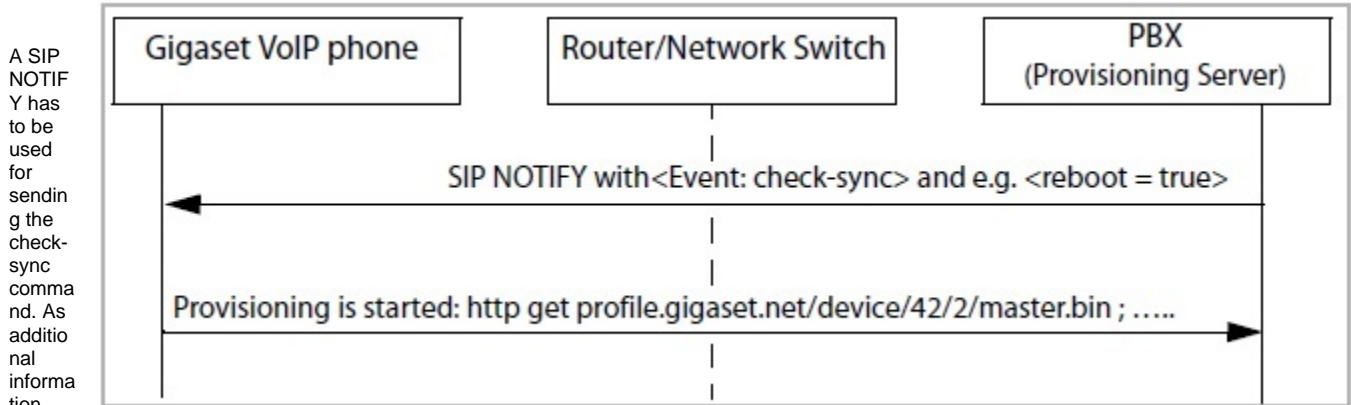 A SIP
NOTIF
Y has
to be
used
for
sendin
g the
check-
sync
comma
nd. As
additio
nal
informa
tion
Gigaset VoIP phone
Router/Network Switch
PBX
(Provisioning Server)
SIP NOTIFY with<Event: check-sync> and e.g. <reboot = true>
Provisioning is started: http get profile.gigaset.net/device/42/2/master.bin ; .....